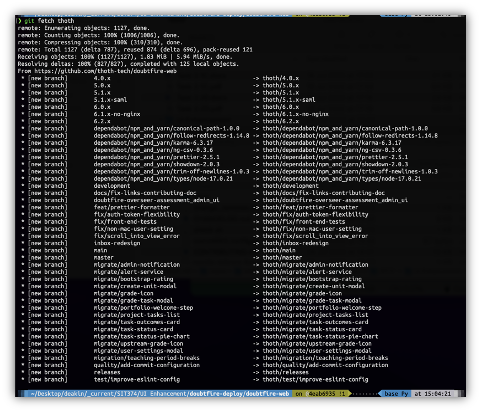 git fetch thoth
remote: Enumerating objects: 1127, done.
remote: Counting objects: 100% (1006/1006), done.
remote: Compressing objects: 100% (310/310), done.
remote: Total 1127 (delta 787), reused 874 (delta 696), pack-reused 121
Receiving objects: 100% (1127/1127), 1.83 MiB | 5.94 MiB/s, done.
Resolving deltas: 100% (827/827), completed with 125 local objects.
From https://github.com/thoth-tech/doubtfire-web
* [new branch] 4.0.x -> thoth/4.0.x
* [new branch] 5.0.x -> thoth/5.0.x
* [new branch] 5.1.x -> thoth/5.1.x
* [new branch] 5.1.x-saml -> thoth/5.1.x-saml
* [new branch] 6.0.x -> thoth/6.0.x
* [new branch] 6.1.x-no-nginx -> thoth/6.1.x-no-nginx
* [new branch] 6.2.x -> thoth/6.2.x
* [new branch] dependabot/npm_and_yarn/canonical-path-1.0.0 -> thoth/dependabot/npm_and_yarn/canonical-path-1.0.0
* [new branch] dependabot/npm_and_yarn/follow-redirects-1.14.8 -> thoth/dependabot/npm_and_yarn/follow-redirects-1.14.8
* [new branch] dependabot/npm_and_yarn/karma-6.3.17 -> thoth/dependabot/npm_and_yarn/karma-6.3.17
* [new branch] dependabot/npm_and_yarn/ng-csv-0.3.6 -> thoth/dependabot/npm_and_yarn/ng-csv-0.3.6
* [new branch] dependabot/npm_and_yarn/prettier-2.5.1 -> thoth/dependabot/npm_and_yarn/prettier-2.5.1
* [new branch] dependabot/npm_and_yarn/showdown-2.0.3 -> thoth/dependabot/npm_and_yarn/showdown-2.0.3
* [new branch] dependabot/npm_and_yarn/trim-off-newlines-1.0.3 -> thoth/dependabot/npm_and_yarn/trim-off-newlines-1.0.3
* [new branch] dependabot/npm_and_yarn/types/node-17.0.21 -> thoth/dependabot/npm_and_yarn/types/node-17.0.21
* [new branch] development -> thoth/development
* [new branch] docs/fix-links-contributing-doc -> thoth/docs/fix-links-contributing-doc
* [new branch] doubtfire-overseer-assessment_admin_ui -> thoth/doubtfire-overseer-assessment_admin_ui
* [new branch] feat/prettier-commit -> thoth/feat/prettier-commit
* [new branch] fix/auth-token-flexibility -> thoth/fix/auth-token-flexibility
* [new branch] fix/front-end-tests -> thoth/fix/front-end-tests
* [new branch] fix/non-mac-user-setting -> thoth/fix/non-mac-user-setting
* [new branch] fix/scroll_into_view_error -> thoth/fix/scroll_into_view_error
* [new branch] inbox-redesign -> thoth/inbox-redesign
* [new branch] main -> thoth/main
* [new branch] master -> thoth/master
* [new branch] migrate/admin-notification -> thoth/migrate/admin-notification
* [new branch] migrate/alert-service -> thoth/migrate/alert-service
* [new branch] migrate/bootstrap-rating -> thoth/migrate/bootstrap-rating
* [new branch] migrate/create-unit-modal -> thoth/migrate/create-unit-modal
* [new branch] migrate/grade-icon -> thoth/migrate/grade-icon
* [new branch] migrate/grade-task-modal -> thoth/migrate/grade-task-modal
* [new branch] migrate/portfolio-welcome-step -> thoth/migrate/portfolio-welcome-step
* [new branch] migrate/project-tasks-list -> thoth/migrate/project-tasks-list
* [new branch] migrate/task-outcomes-card -> thoth/migrate/task-outcomes-card
* [new branch] migrate/task-status-card -> thoth/migrate/task-status-card
* [new branch] migrate/task-status-pie-chart -> thoth/migrate/task-status-pie-chart
* [new branch] migrate/upstream-grade-icon -> thoth/migrate/upstream-grade-icon
* [new branch] migrate/user-settings-modal -> thoth/migrate/user-settings-modal
* [new branch] migration/teaching-period-breaks -> thoth/migration/teaching-period-breaks
* [new branch] quality/add-commit-configuration -> thoth/quality/add-commit-configuration
* [new branch] releases -> thoth/releases
* [new branch] test/improve-eslint-config -> thoth/test/improve-eslint-config
~/Desktop/deakin/_current/SIT374/UI Enhancement/doubtfire-deploy/doubtfire-web on 4eab6935 !1 base Py at 15:04:21